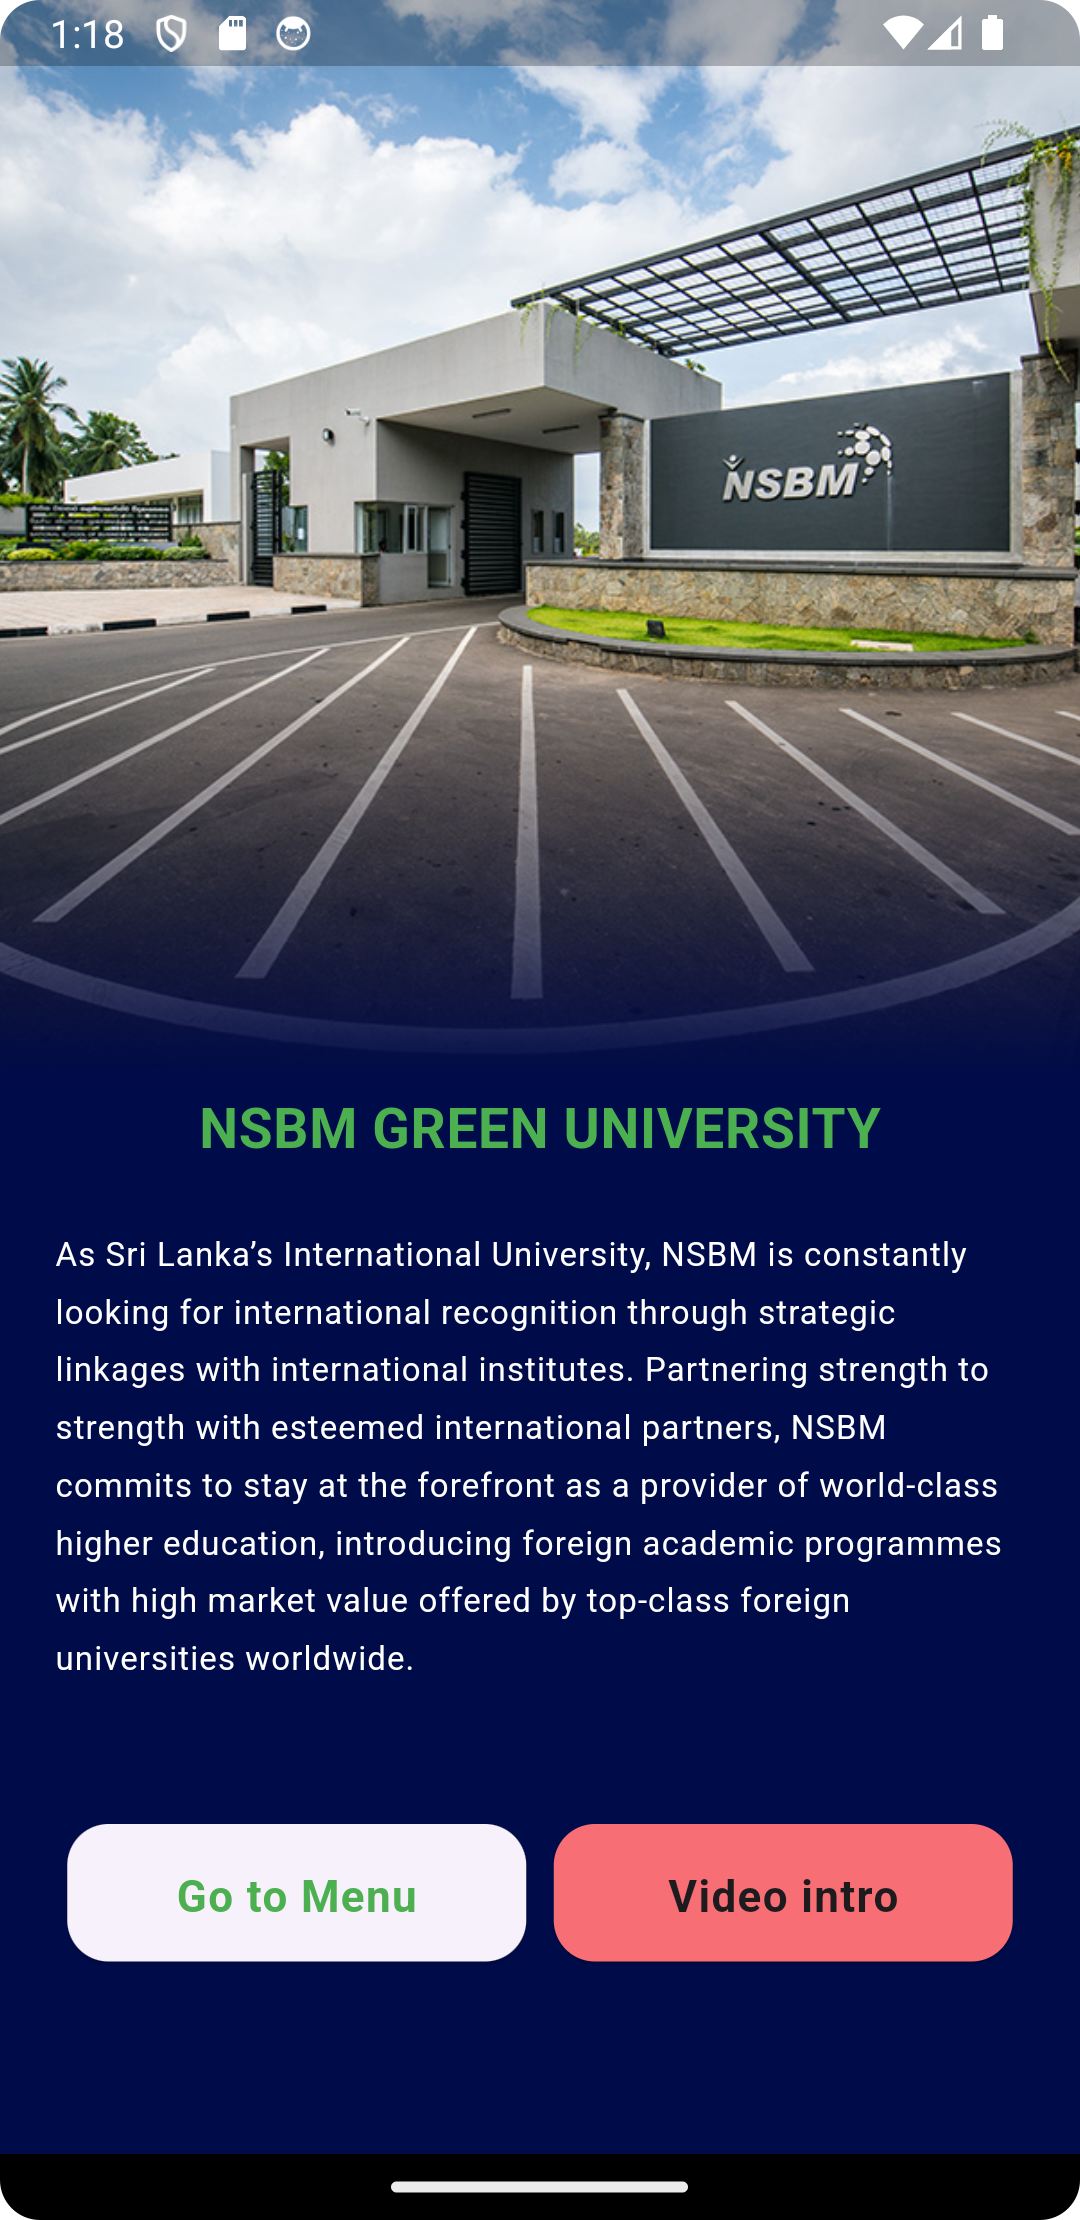 1:18
NSBM
NSBM GREEN UNIVERSITY
As Sri Lanka’s International University, NSBM is constantly
looking for international recognition through strategic
linkages with international institutes. Partnering strength to
strength with esteemed international partners, NSBM
commits to stay at the forefront as a provider of world-class
higher education, introducing foreign academic programmes
with high market value offered by top-class foreign
universities worldwide.
Go to Menu
Video intro